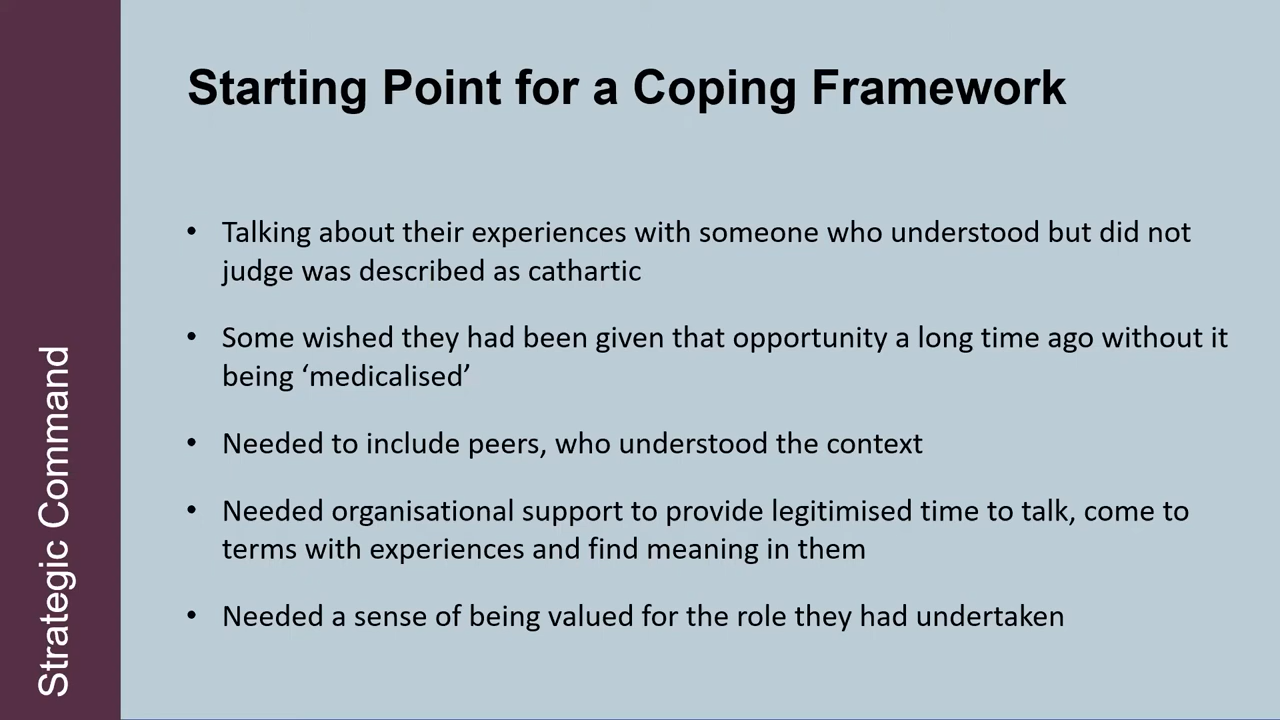 Starting Point for a Coping Framework
• Talking about their experiences with someone who understood but did not
judge was described as cathartic
• Some wished they had been given that opportunity a long time ago without it
being ‘medicalised’
• Needed to include peers, who understood the context
• Needed organisational support to provide legitimised time to talk, come to
terms with experiences and find meaning in them
• Needed a sense of being valued for the role they had undertaken
Strategic Command